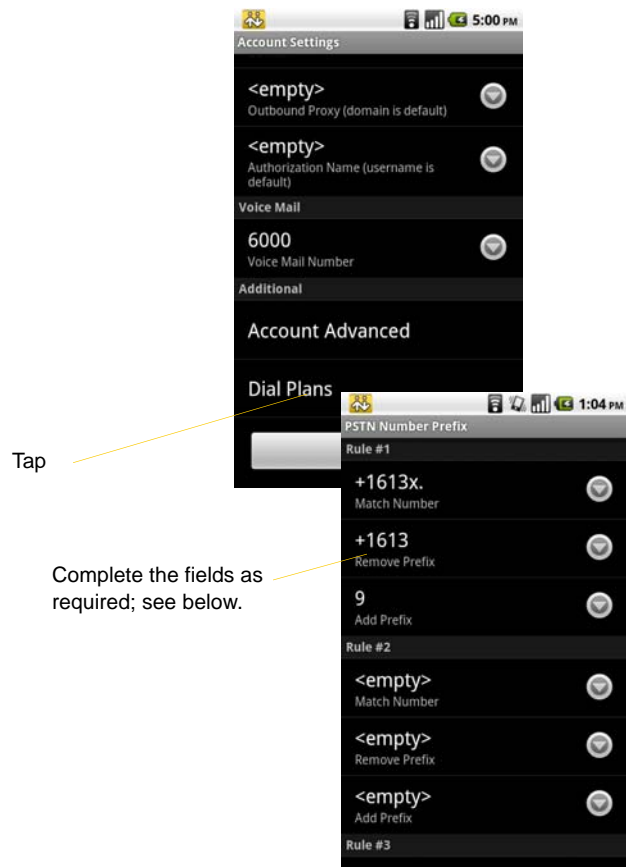 5:00 PM
Account Settings
<empty>
Outbound Proxy (domain is default)
<empty>
Authorization Name (username is
default)
Voice Mail
6000
Voice Mail Number
Additional
Account Advanced
Dial Plans
Tap
1:04 PM
PSTN Number Prefix
Rule #1
+1613x.
Match Number
+1613
Remove Prefix
9
Add Prefix
Complete the fields as
required; see below.
Rule #2
<empty>
Match Number
<empty>
Remove Prefix
<empty>
Add Prefix
Rule #3